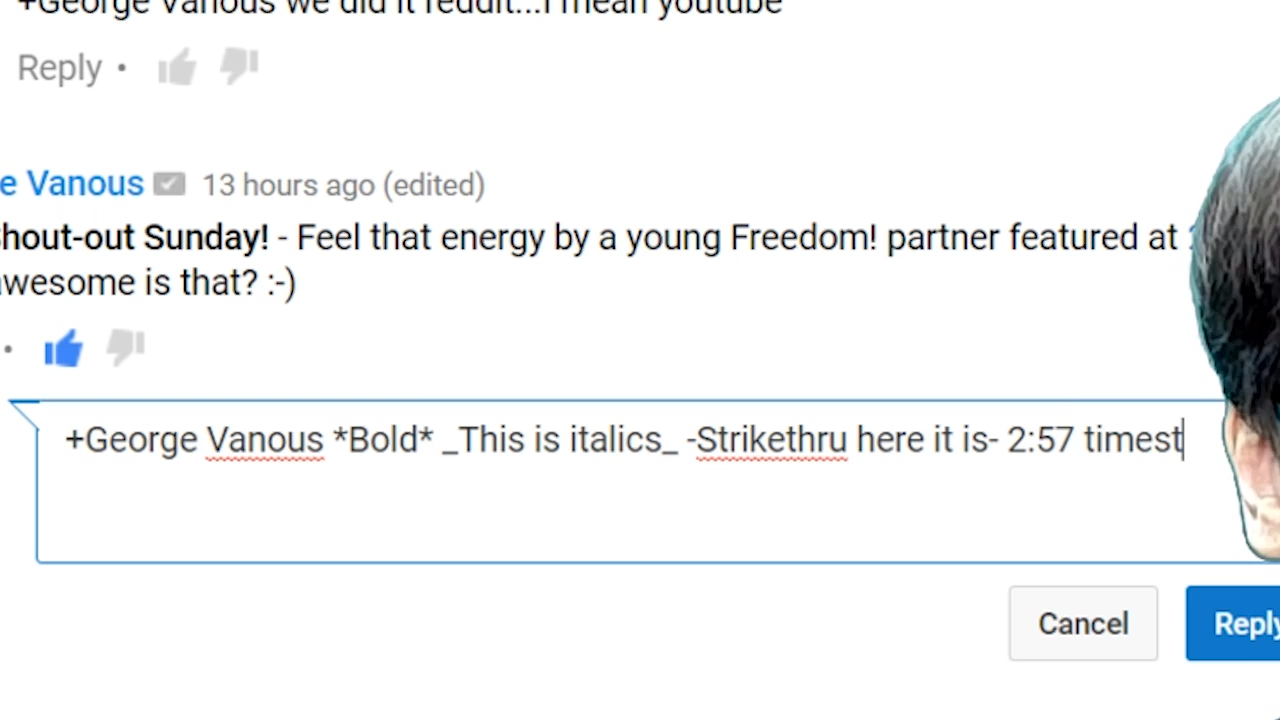 +George Vanous we did it reddit...i mean youtube
Reply •
e Vanous 13 hours ago (edited)
hout-out Sunday! - Feel that energy by a young Freedom! partner featured at
wesome is that? :-)
•
+George Vanous *Bold* _This is italics_ -Strikethru here it is- 2:57 timest
Cancel
Reply